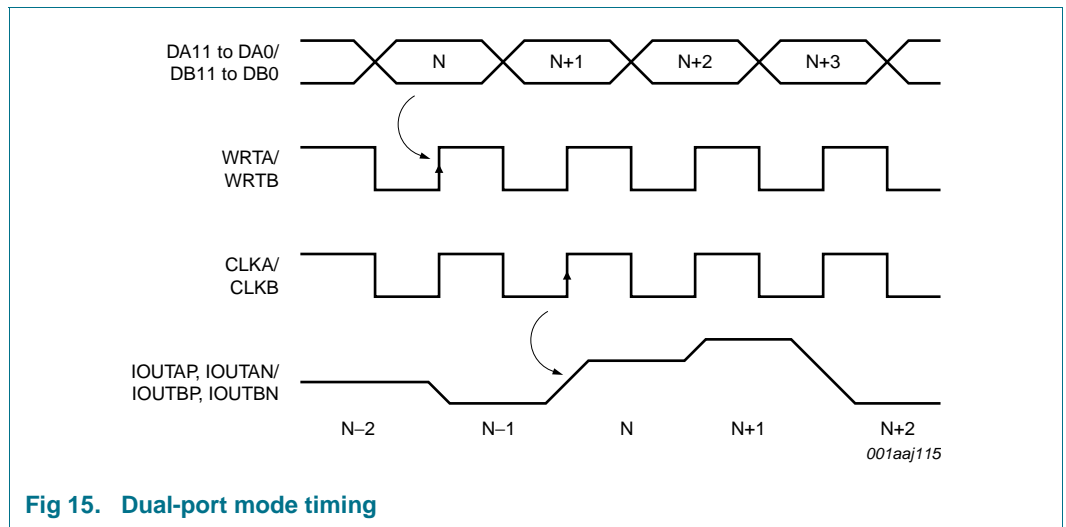 DA11 to DA0/
DB11 to DB0
N
N+1
N+2
N+3
WRTA/
WRTB
CLKA/
CLKB
IOUTAP, IOUTAN/
IOUTBP, IOUTBN
N−2
N−1
N
N+1
N+2
001aaj115
Fig 15. Dual-port mode timing